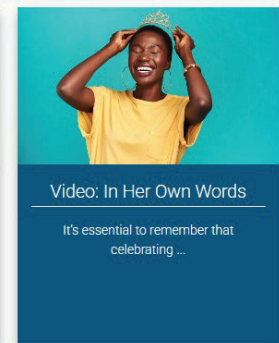 Video: In Her Own Words
It's essential to remember that
celebrating ...